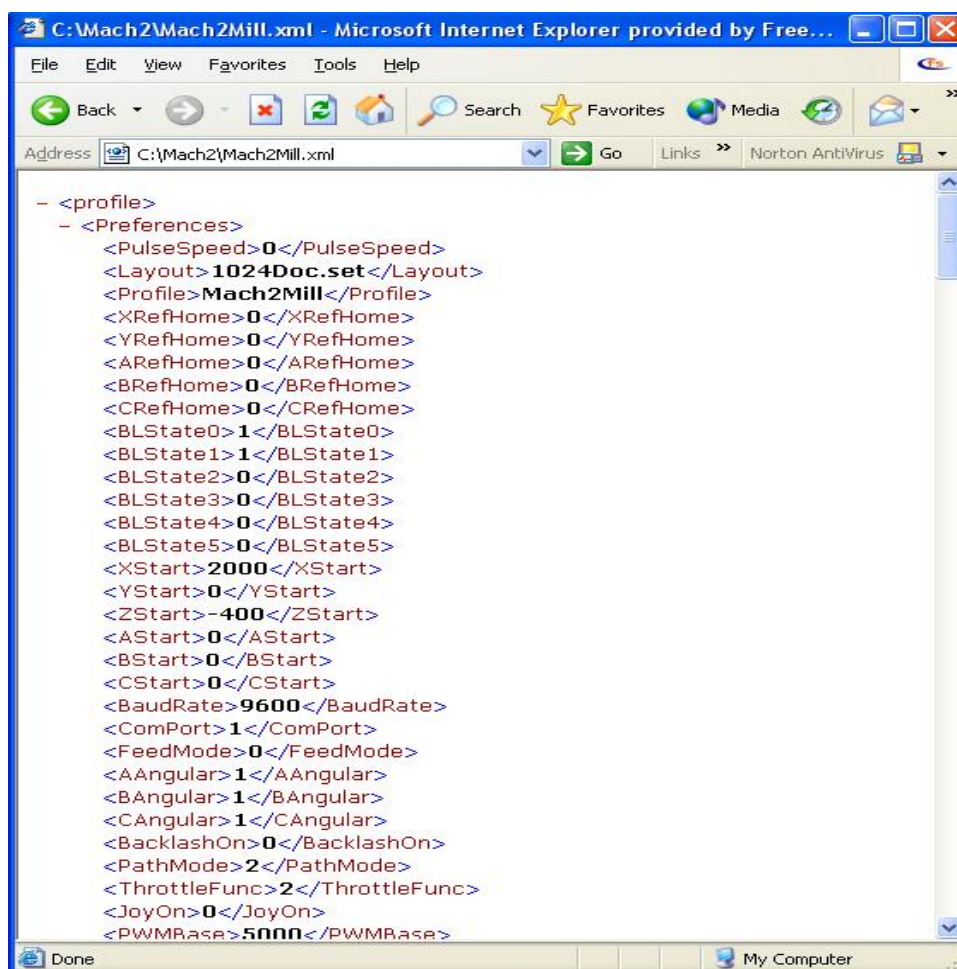 C:\Mach2\Mach2Mill.xml - Microsoft Internet Explorer provided by Free...
File Edit View Favorites Tools Help
Back Search Favorites Media
Address C:\Mach2\Mach2Mill.xml Go Links » Norton AntiVirus
- <profile>
- <Preferences>
<PulseSpeed>0</PulseSpeed>
<Layout>1024Doc.set</Layout>
<Profile>Mach2Mill</Profile>
<XRefHome>0</XRefHome>
<YRefHome>0</YRefHome>
<ARefHome>0</ARefHome>
<BRefHome>0</BRefHome>
<CRefHome>0</CRefHome>
<BLState0>1</BLState0>
<BLState1>1</BLState1>
<BLState2>0</BLState2>
<BLState3>0</BLState3>
<BLState4>0</BLState4>
<BLState5>0</BLState5>
<XStart>2000</XStart>
<YStart>0</YStart>
<ZStart>-400</ZStart>
<AStart>0</AStart>
<BStart>0</BStart>
<CStart>0</CStart>
<BaudRate>9600</BaudRate>
<ComPort>1</ComPort>
<FeedMode>0</FeedMode>
<AAngular>1</AAngular>
<BAngular>1</BAngular>
<CAngular>1</CAngular>
<BacklashOn>0</BacklashOn>
<PathMode>2</PathMode>
<ThrottleFunc>2</ThrottleFunc>
<JoyOn>0</JoyOn>
<PWMBase>5000</PWMBase>
Done My Computer